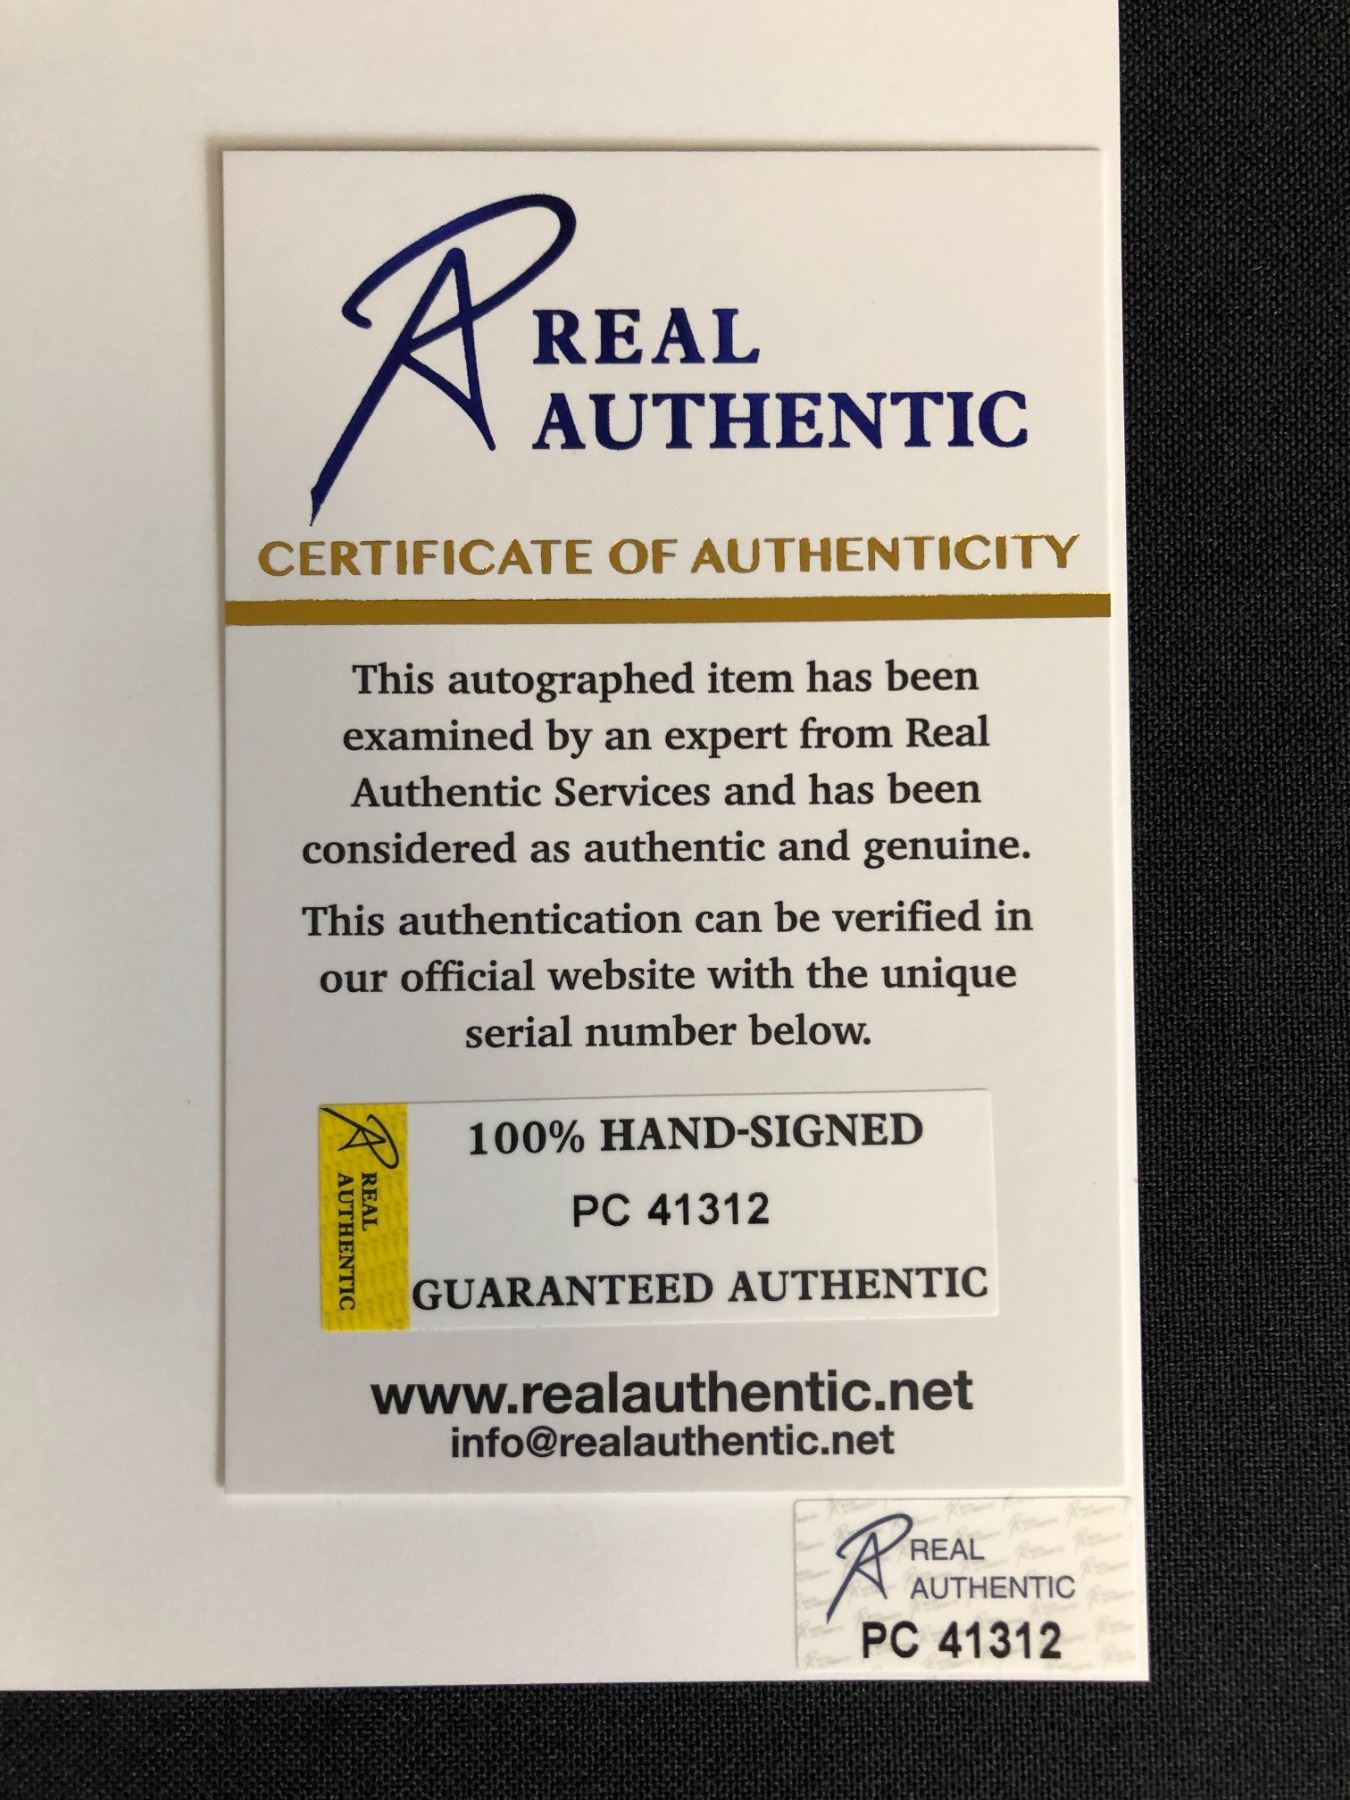 REAL
AUTHENTIC
CERTIFICATE OF AUTHENTICITY
This autographed item has been
examined by an expert from Real
Authentic Services and has been
considered as authentic and genuine.
This authentication can be verified in
our official website with the unique
serial number below.
REAL
AUTHENTIC
100% HAND-SIGNED
PC 41312
GUARANTEED AUTHENTIC
www.realauthentic.net
info@realauthentic.net
REAL
AUTHENTIC
PC 41312